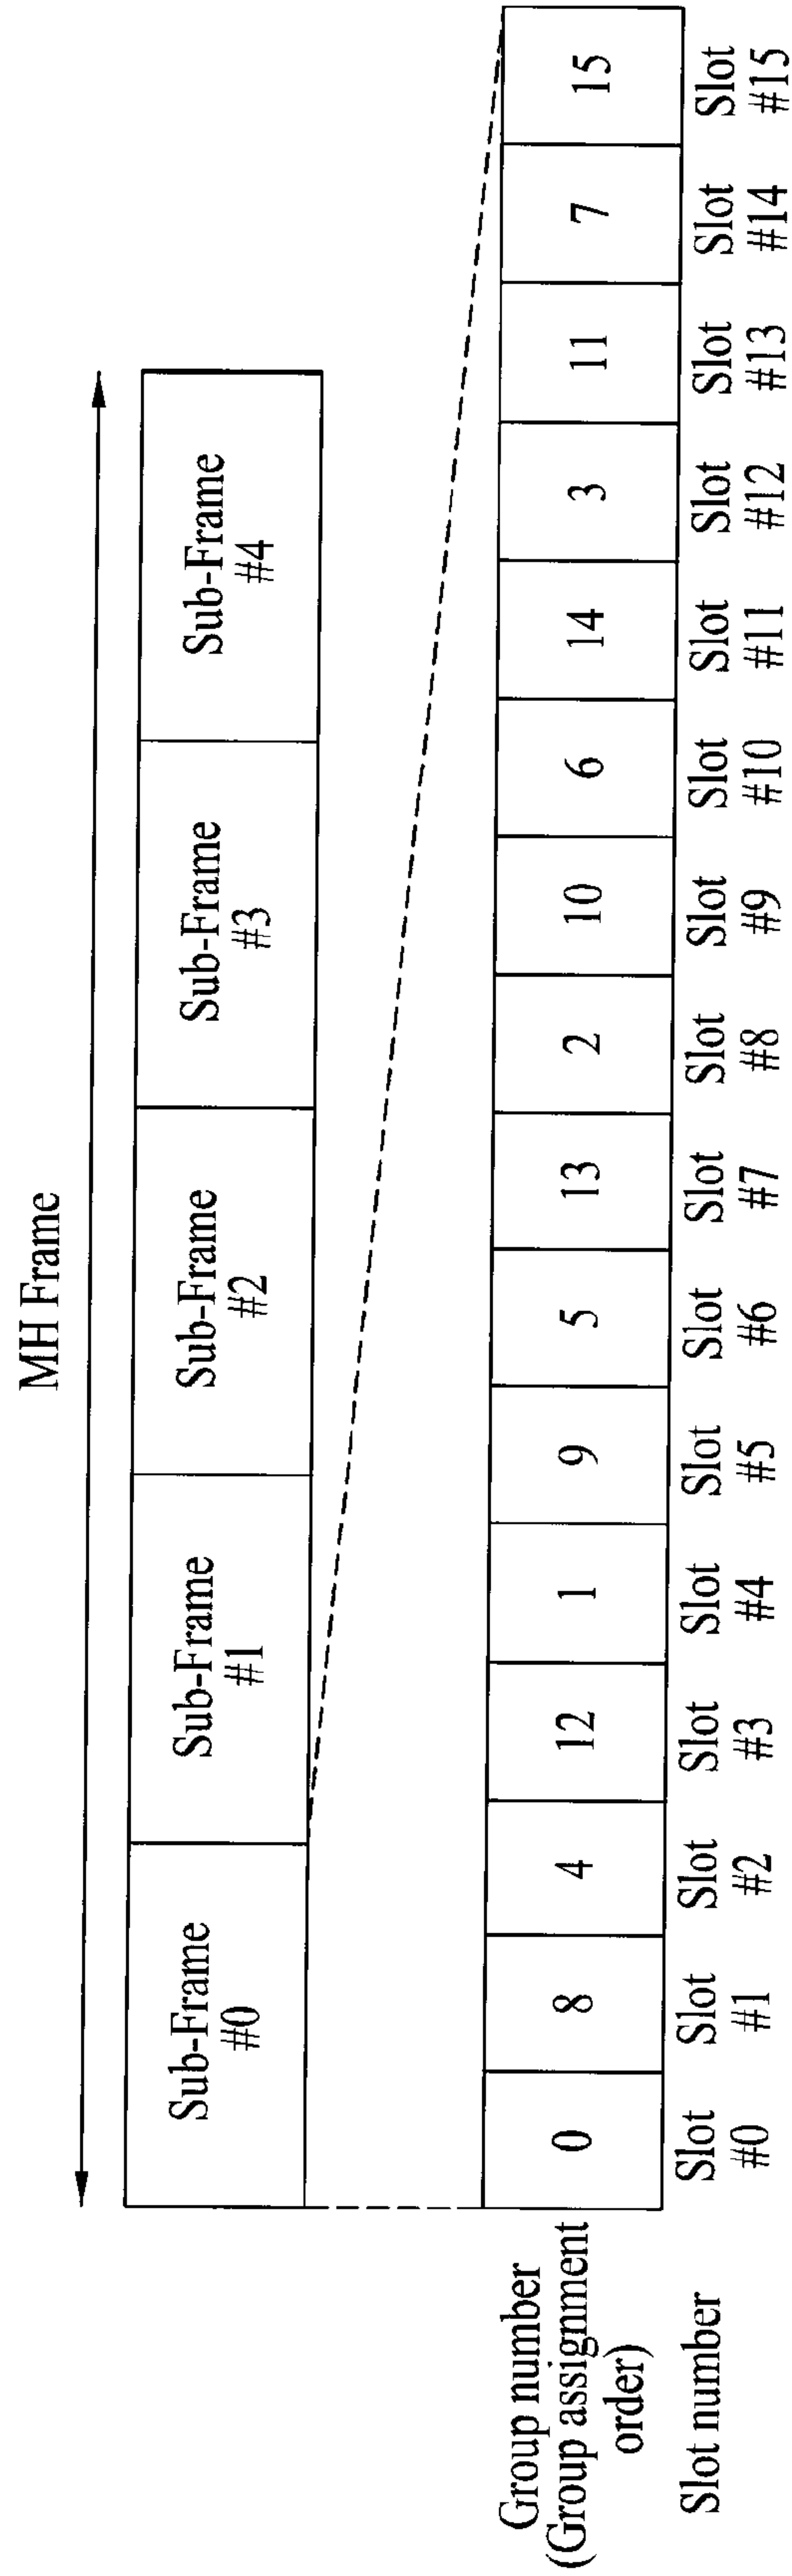 MH Frame
Sub-Frame
#0
Sub-Frame
#1
Sub-Frame
#2
Sub-Frame
#3
Sub-Frame
#4
Group number
(Group assignment
order)
0
8
4
12
1
9
5
13
2
10
6
14
3
11
7
15
Slot number
Slot
#0
Slot
#1
Slot
#2
Slot
#3
Slot
#4
Slot
#5
Slot
#6
Slot
#7
Slot
#8
Slot
#9
Slot
#10
Slot
#11
Slot
#12
Slot
#13
Slot
#14
Slot
#15